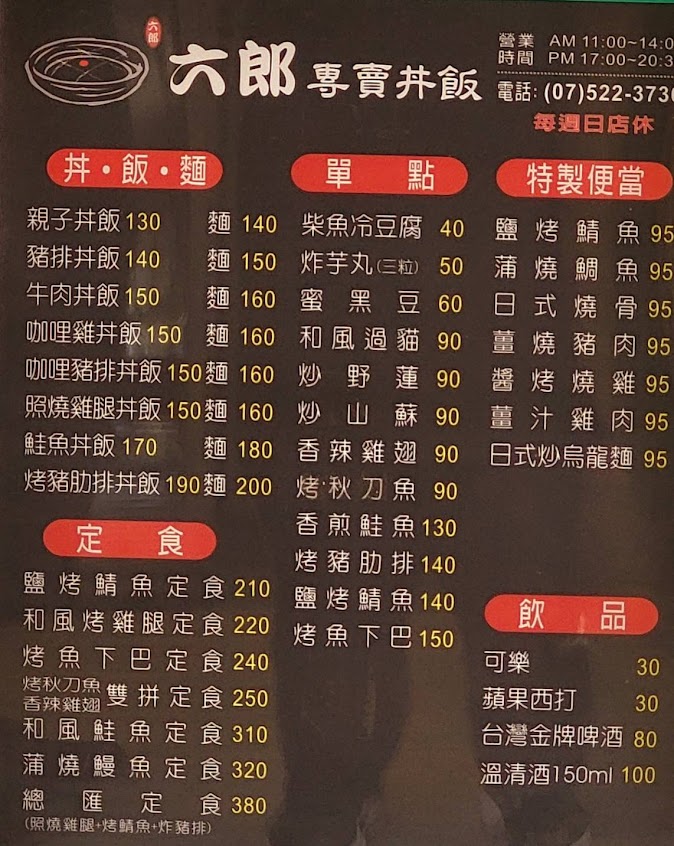 六郎
六郎 專賣丼飯
營業時間 AM 11:00~14:0
PM 17:00~20:3
電話: (07)522-373
每週日店休
丼・飯・麵
親子丼飯 130 麵 140
豬排丼飯 140 麵 150
牛肉丼飯 150 麵 160
咖哩雞丼飯 150 麵 160
咖哩豬排丼飯 150 麵 160
照燒雞腿丼飯 150 麵 160
鮭魚丼飯 170 麵 180
烤豬肋排丼飯 190 麵 200
定食
鹽烤鯖魚定食 210
和風烤雞腿定食 220
烤魚下巴定食 240
烤秋刀魚 香辣雞翅 雙拼定食 250
和風鮭魚定食 310
蒲燒鰻魚定食 320
總匯定食 380
(照燒雞腿+烤鯖魚+炸豬排)
單點
柴魚冷豆腐 40
炸芋丸(三粒) 50
蜜黑豆 60
和風過貓 90
炒野蓮 90
炒山蘇 90
香辣雞翅 90
烤秋刀魚 90
香煎鮭魚 130
烤豬肋排 140
鹽烤鯖魚 140
烤魚下巴 150
特製便當
鹽烤鯖魚 95
蒲燒鯛魚 95
日式燒骨 95
薑燒豬肉 95
醬烤燒雞 95
薑汁雞肉 95
日式炒烏龍麵 95
飲品
可樂 30
蘋果西打 30
台灣金牌啤酒 80
溫清酒150ml 100